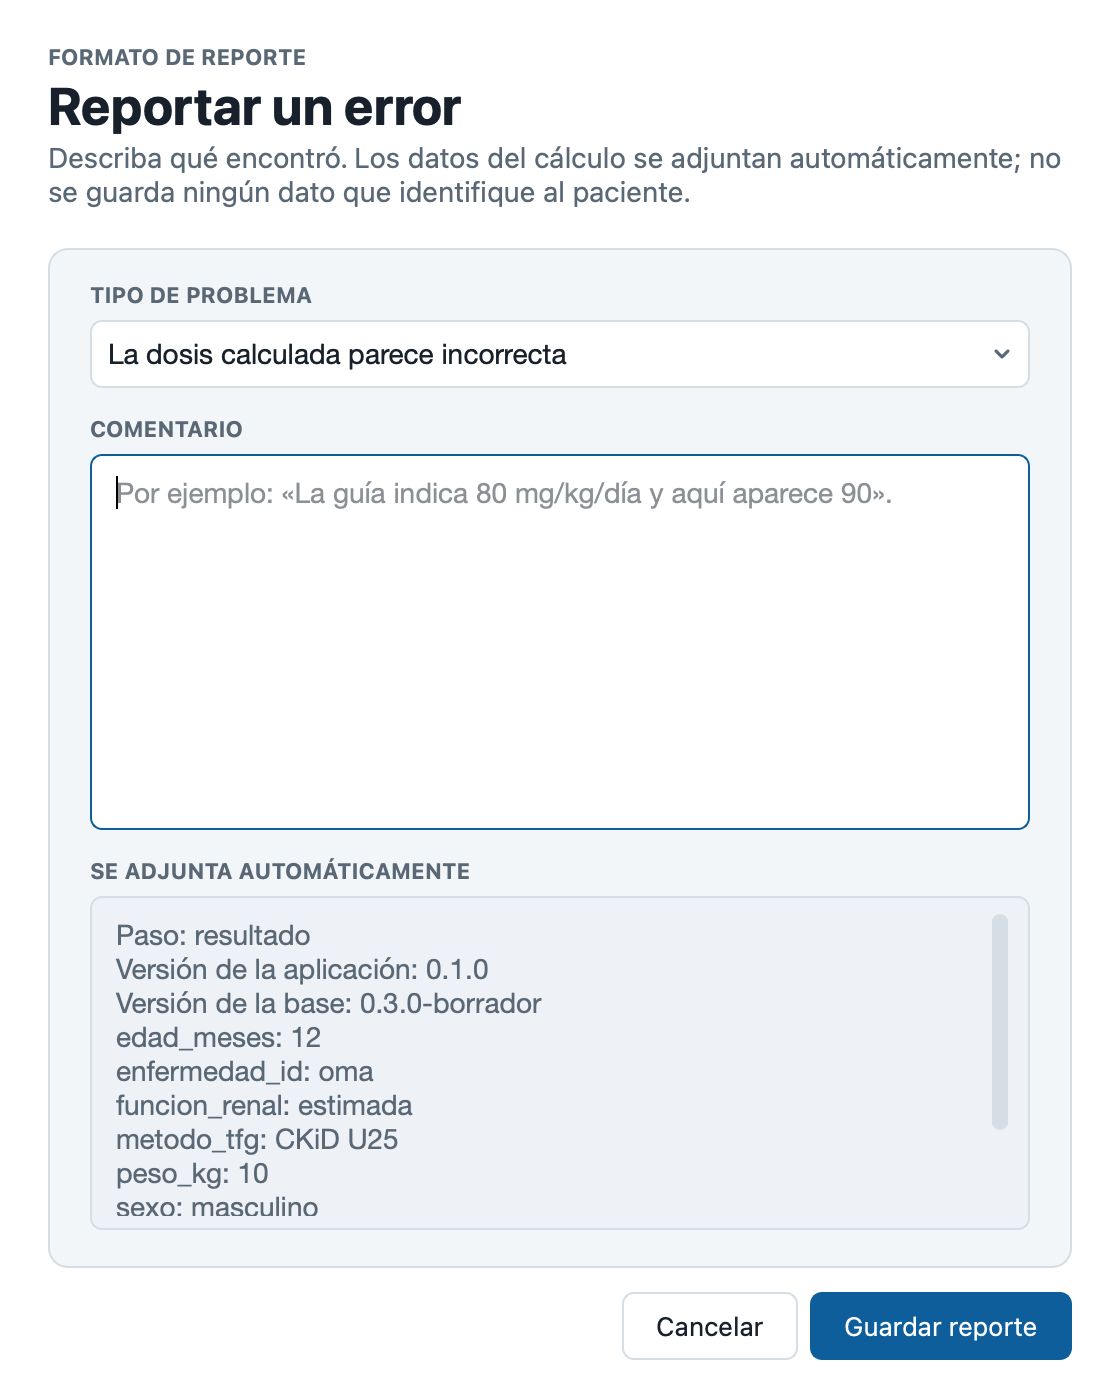 FORMATO DE REPORTE
Reportar un error
Describa qué encontró. Los datos del cálculo se adjuntan automáticamente; no
se guarda ningún dato que identifique al paciente.
TIPO DE PROBLEMA
La dosis calculada parece incorrecta
COMENTARIO
Por ejemplo: «La guía indica 80 mg/kg/día y aquí aparece 90».
SE ADJUNTA AUTOMÁTICAMENTE
Paso: resultado
Versión de la aplicación: 0.1.0
Versión de la base: 0.3.0-borrador
edad_meses: 12
enfermedad_id: oma
funcion_renal: estimada
metodo_tfg: CKiD U25
peso_kg: 10
sexo: masculino
Cancelar
Guardar reporte